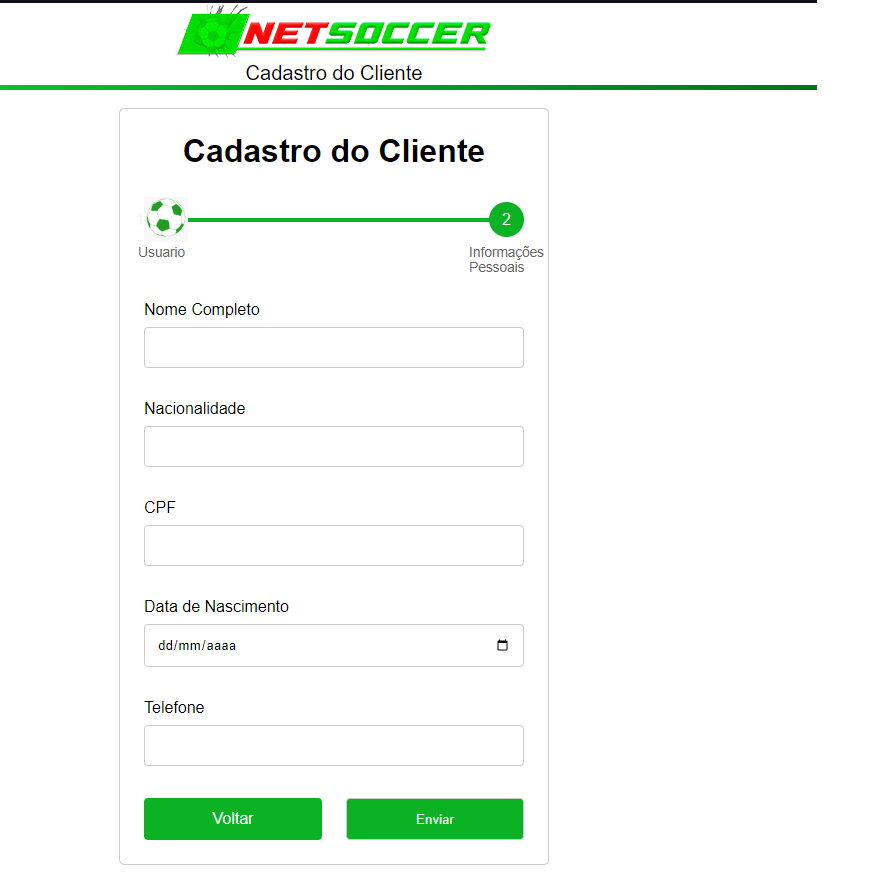 NETSOCCER
Cadastro do Cliente
Cadastro do Cliente
2
Usuario
Informações
Pessoais
Nome Completo
Nacionalidade
CPF
Data de Nascimento
dd/mm/aaaa
Telefone
Voltar
Enviar